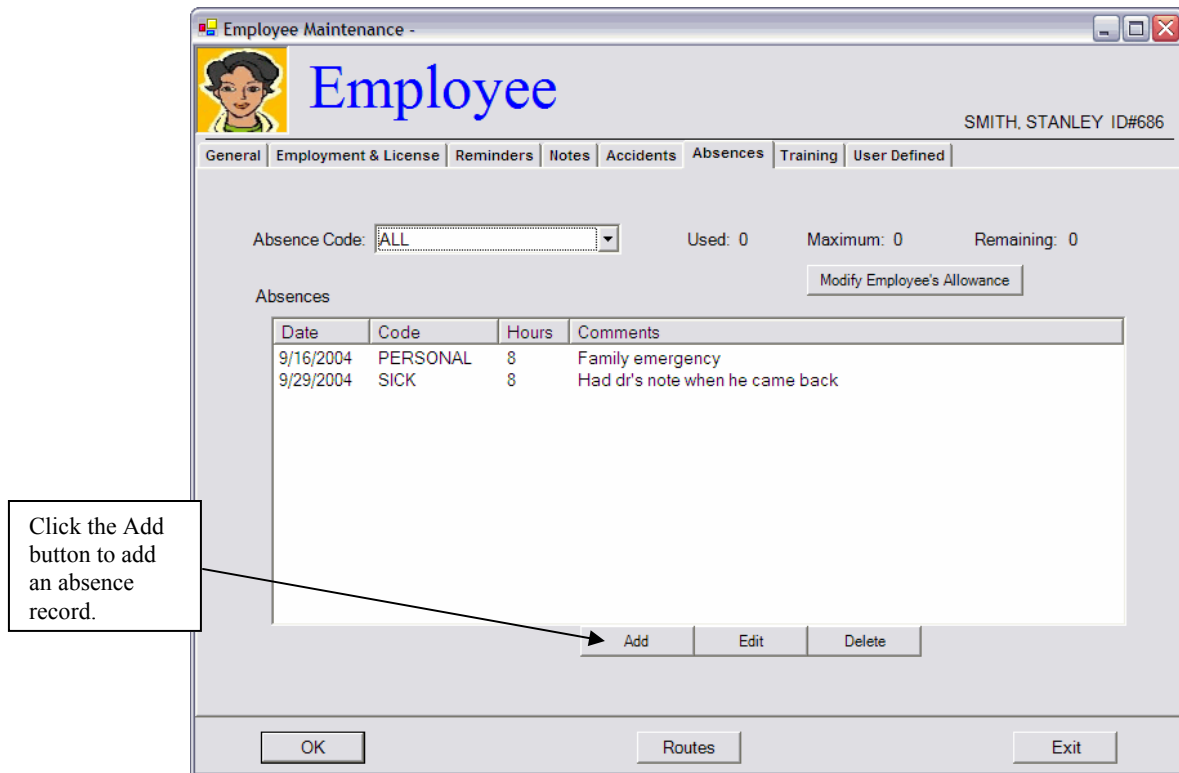 Employee Maintenance -
Employee
SMITH, STANLEY ID#686
General Employment & License Reminders Notes Accidents Absences Training User Defined
Absence Code: ALL Used: 0 Maximum: 0 Remaining: 0
Modify Employee's Allowance
Absences
Date Code Hours Comments
9/16/2004 PERSONAL 8 Family emergency
9/29/2004 SICK 8 Had dr's note when he came back
Click the Add
button to add
an absence
record.
Add Edit Delete
OK Routes Exit